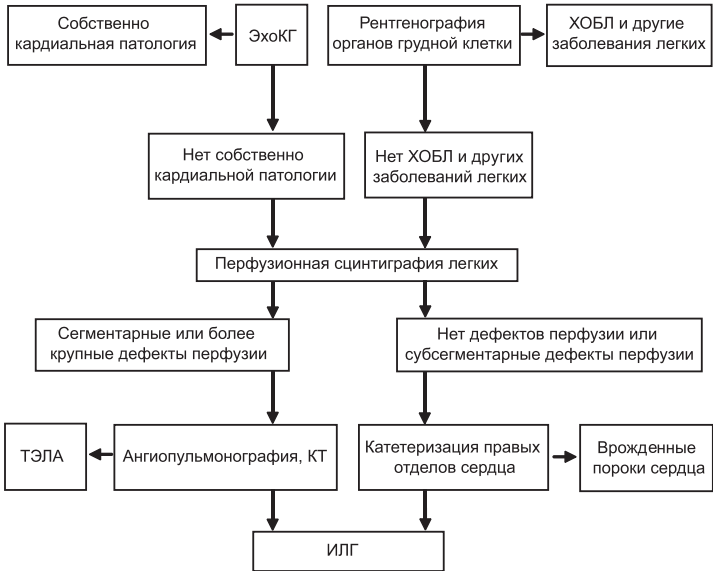 Собственно
кардиальная патология
ЭхоКГ
Рентгенография
органов грудной клетки
ХОБЛ и другие
заболевания легких
Нет собственно
кардиальной патологии
Нет ХОБЛ и других
заболеваний легких
Перфузионная сцинтиграфия легких
Сегментарные или более
крупные дефекты перфузии
Нет дефектов перфузии или
субсегментарные дефекты перфузии
ТЭЛА
Ангиопульмонография, КТ
Катетеризация правых
отделов сердца
Врожденные
пороки сердца
ИЛГ